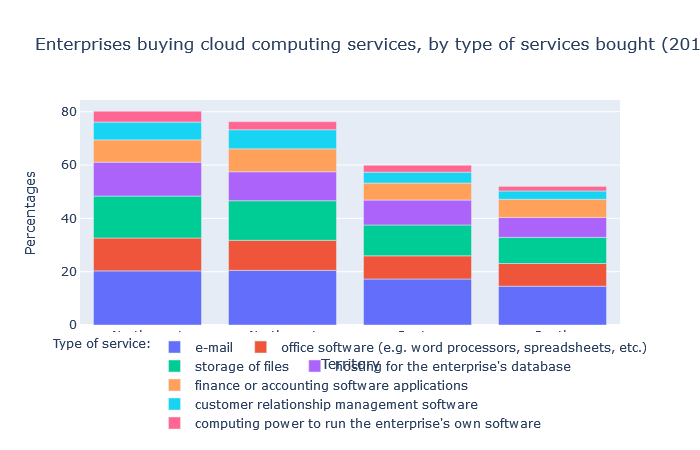 Enterprises buying cloud computing services, by type of services bought (201
Percentages
80
60
40
20
0
Type of service:
e-mail
office software (e.g. word processors, spreadsheets, etc.)
storage of files
hosting for the enterprise's database
Territory
finance or accounting software applications
customer relationship management software
computing power to run the enterprise's own software